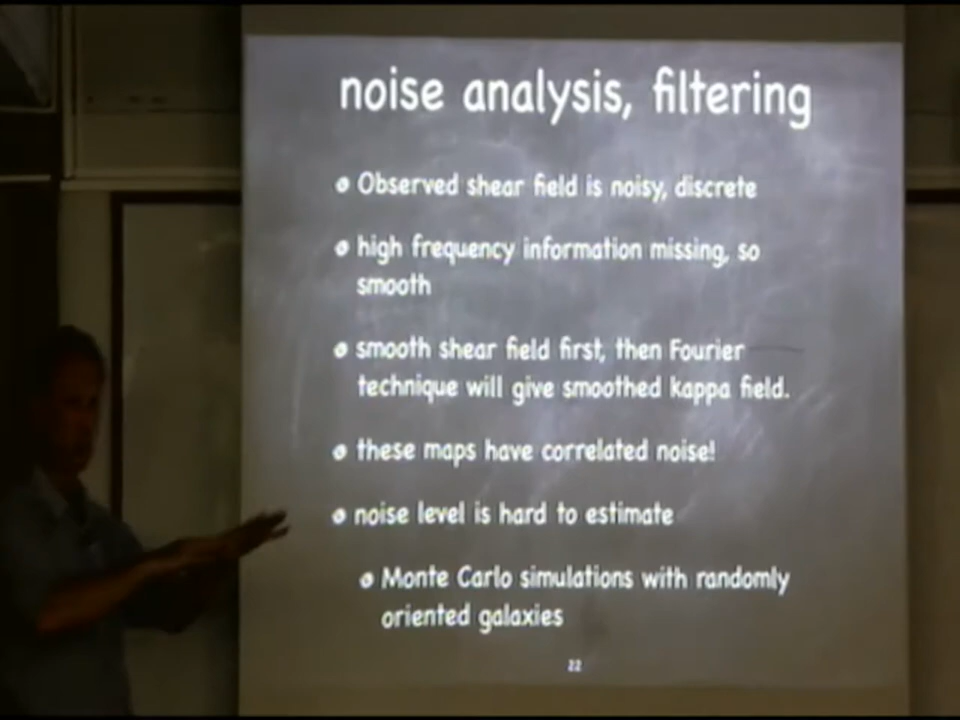 noise analysis, filtering
Observed shear field is noisy, discrete
high frequency information missing, so
smooth
smooth shear field first, then Fourier
technique will give smoothed kappa field.
these maps have correlated noise!
noise level is hard to estimate
Monte Carlo simulations with randomly
oriented galaxies
22